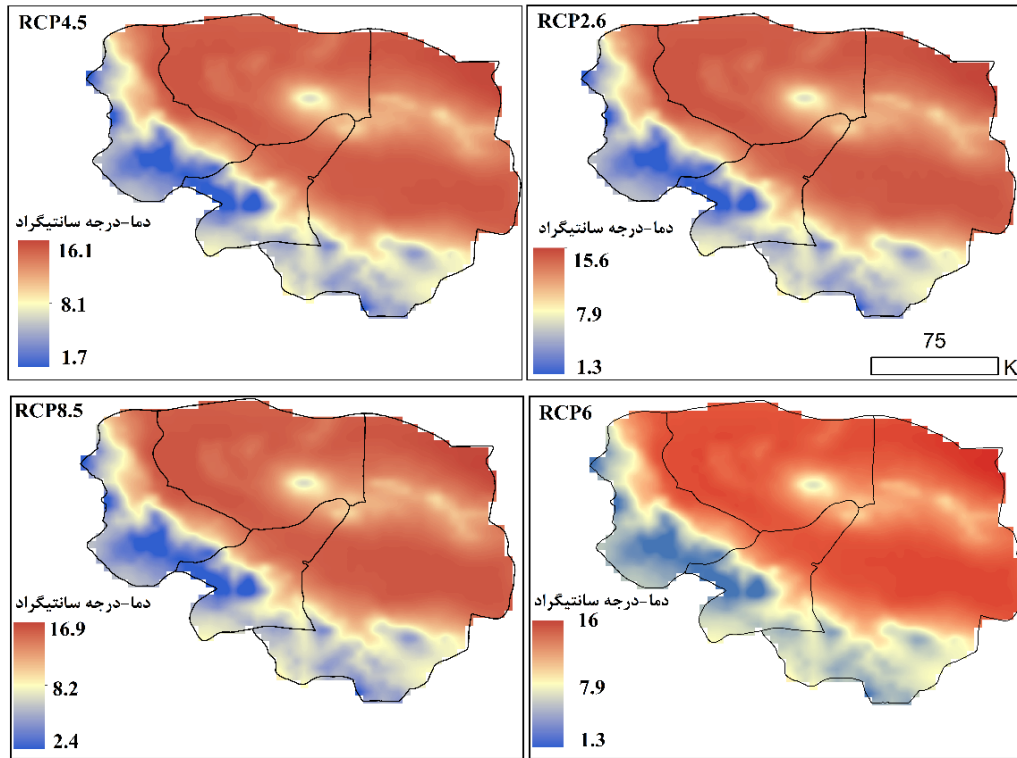 RCP4.5
دما-درجه سانتیگراد
16.1
8.1
1.7
RCP2.6
دما-درجه سانتیگراد
15.6
7.9
1.3
75
K
RCP8.5
دما-درجه سانتیگراد
16.9
8.2
2.4
RCP6
دما-درجه سانتیگراد
16
7.9
1.3